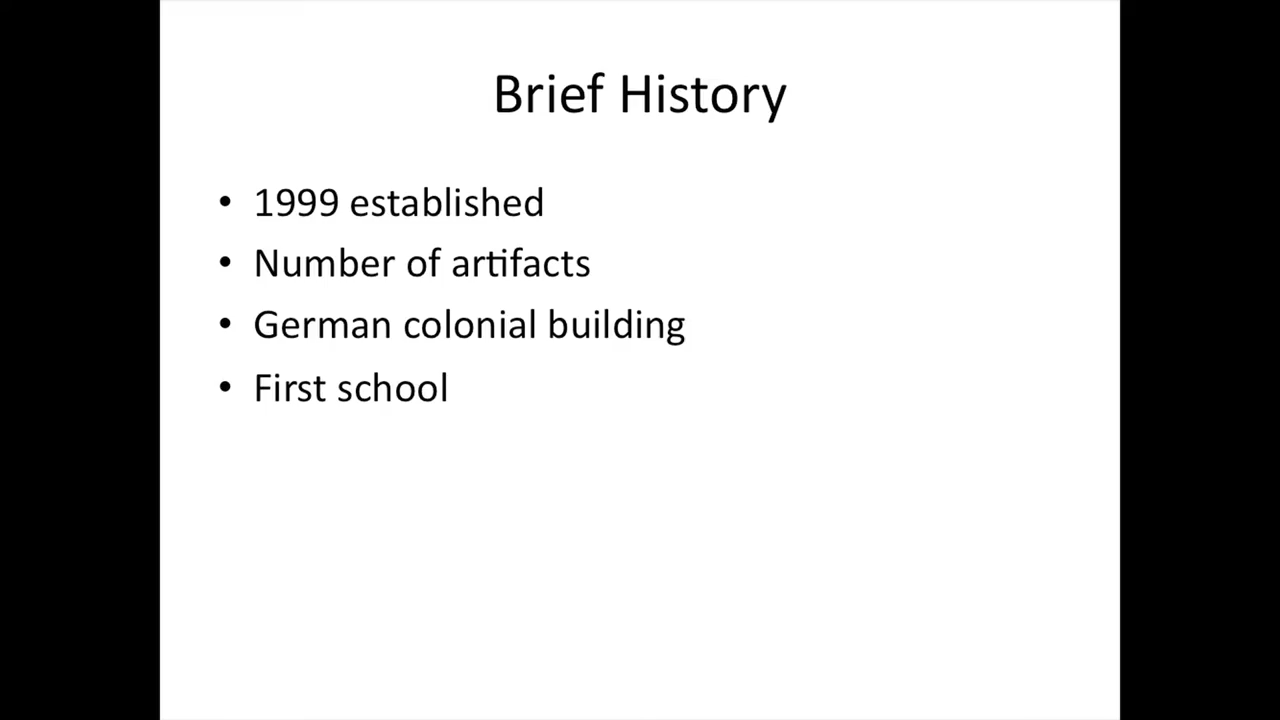 Brief History
• 1999 established
• Number of artifacts
• German colonial building
• First school